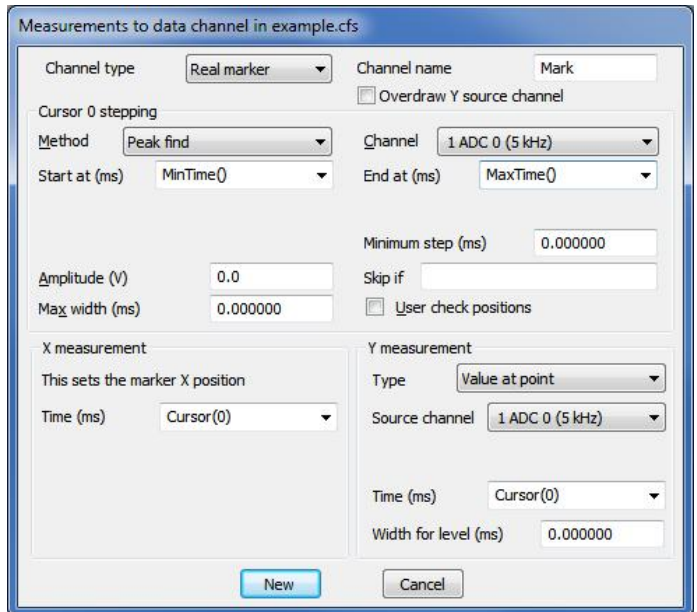 Measurements to data channel in example.cfs
Channel type Real marker Channel name Mark
Overdraw Y source channel
Cursor 0 stepping
Method Peak find Channel 1 ADC 0 (5 kHz)
Start at (ms) MinTime() End at (ms) MaxTime()
Minimum step (ms) 0.000000
Amplitude (V) 0.0 Skip if
Max width (ms) 0.000000 User check positions
X measurement
This sets the marker X position
Time (ms) Cursor(0)
Y measurement
Type Value at point
Source channel 1 ADC 0 (5 kHz)
Time (ms) Cursor(0)
Width for level (ms) 0.000000
New Cancel